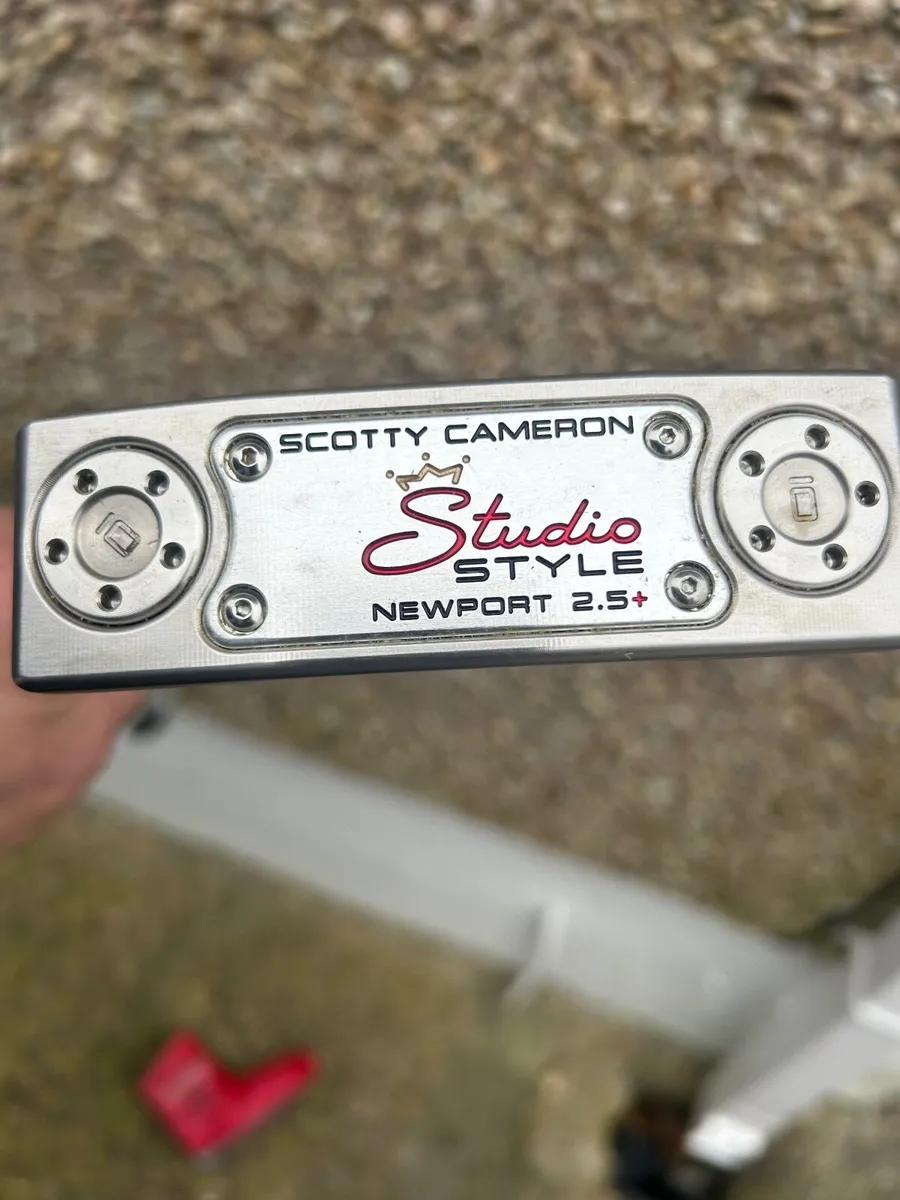 SCOTTY CAMERON
Studio
STYLE
NEWPORT 2.5+